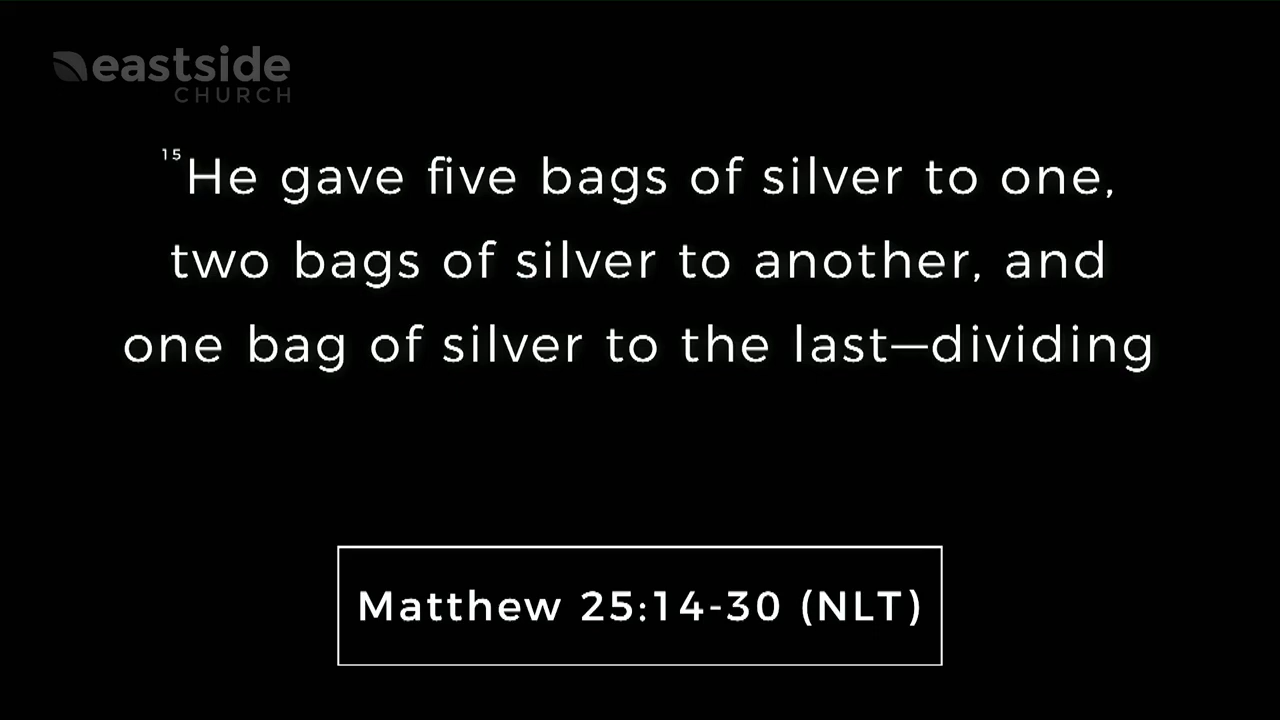 eastside
CHURCH
15He gave five bags of silver to one,
two bags of silver to another, and
one bag of silver to the last—dividing
Matthew 25:14-30 (NLT)